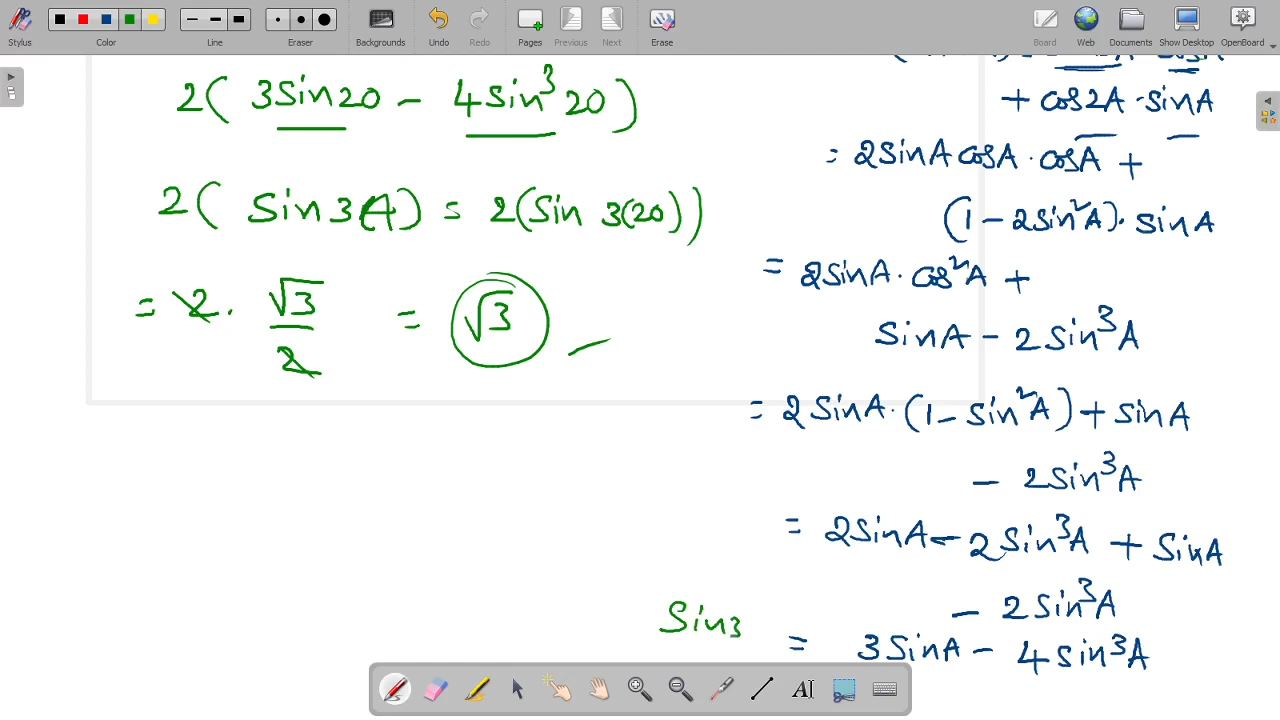 Stylus Color Line Eraser Backgrounds Undo Redo Pages Previous Next Erase Board Web Documents Show Desktop OpenBoard
2( 3sin20 - 4sin³20)
2( sin3A) = 2(sin 3(20))
= 2 . √3/2 = √3
+ cos2A · sinA
= 2sinA cosA · cosA +
(1 - 2sin²A) · sinA
= 2sinA · cos²A +
sinA - 2sin³A
= 2sinA · (1 - sin²A) + sinA
- 2sin³A
= 2sinA - 2sin³A + sinA
- 2sin³A
sin3 = 3sinA - 4sin³A
AI